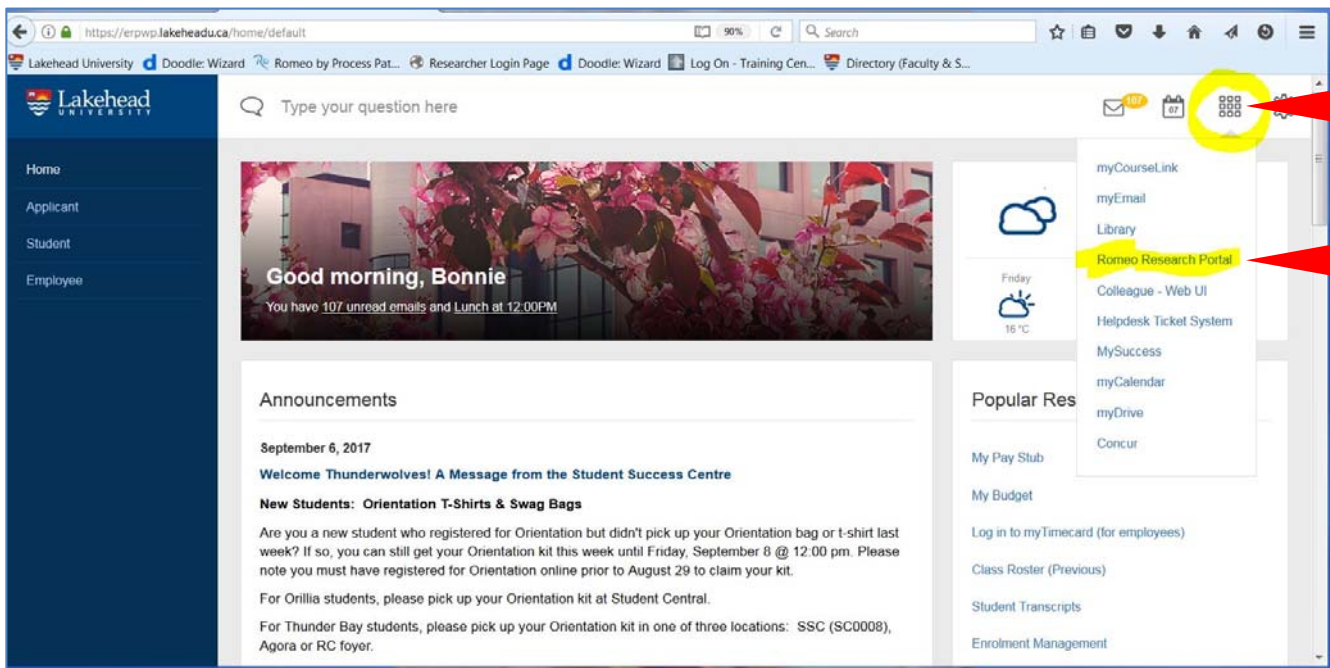 https://erpwp.lakeheadu.ca/home/default
90%
Search
Lakehead University
Doodle: Wizard
Romeo by Process Pat...
Researcher Login Page
Doodle: Wizard
Log On - Training Cen...
Directory (Faculty & S...
Lakehead
UNIVERSITY
Type your question here
107
07
Home
Applicant
Student
Employee
Good morning, Bonnie
You have 107 unread emails and Lunch at 12:00PM
Friday
16 °C
myCourseLink
myEmail
Library
Romeo Research Portal
Colleague - Web UI
Helpdesk Ticket System
MySuccess
myCalendar
myDrive
Concur
Announcements
September 6, 2017
Welcome Thunderwolves! A Message from the Student Success Centre
New Students: Orientation T-Shirts & Swag Bags
Are you a new student who registered for Orientation but didn't pick up your Orientation bag or t-shirt last
week? If so, you can still get your Orientation kit this week until Friday, September 8 @ 12:00 pm. Please
note you must have registered for Orientation online prior to August 29 to claim your kit.
For Orillia students, please pick up your Orientation kit at Student Central.
For Thunder Bay students, please pick up your Orientation kit in one of three locations: SSC (SC0008),
Agora or RC foyer.
Popular Res
My Pay Stub
My Budget
Log in to myTimecard (for employees)
Class Roster (Previous)
Student Transcripts
Enrolment Management